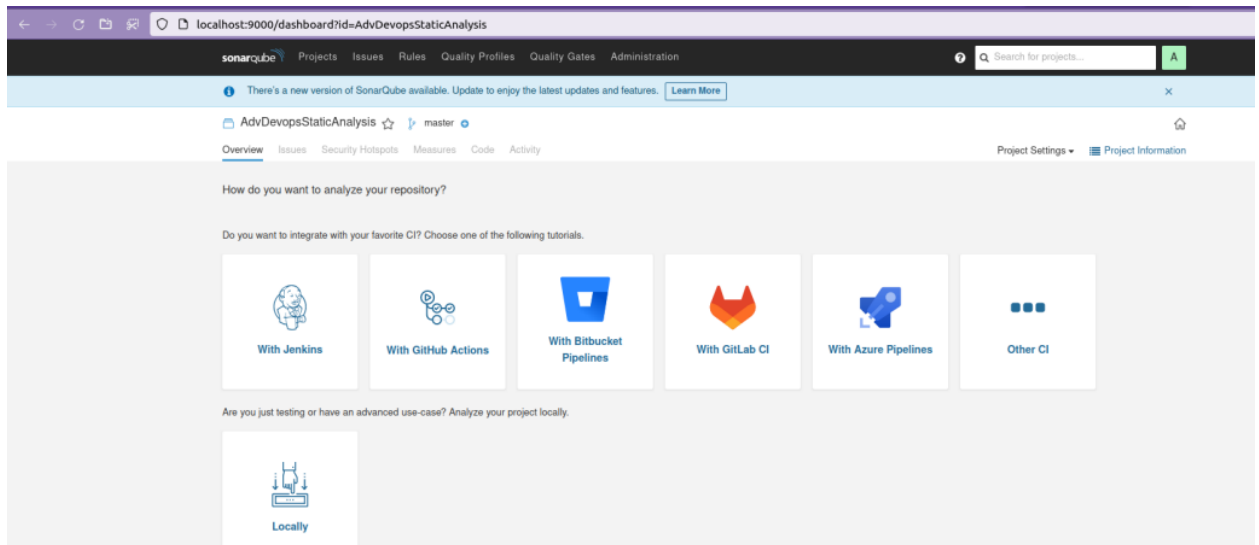 localhost:9000/dashboard?id=AdvDevopsStaticAnalysis
sonarqube Projects Issues Rules Quality Profiles Quality Gates Administration ? Search for projects... A
There's a new version of SonarQube available. Update to enjoy the latest updates and features. Learn More
AdvDevopsStaticAnalysis master
Overview Issues Security Hotspots Measures Code Activity Project Settings Project Information
How do you want to analyze your repository?
Do you want to integrate with your favorite CI? Choose one of the following tutorials.
With Jenkins
With GitHub Actions
With Bitbucket
Pipelines
With GitLab CI
With Azure Pipelines
Other CI
Are you just testing or have an advanced use-case? Analyze your project locally.
Locally